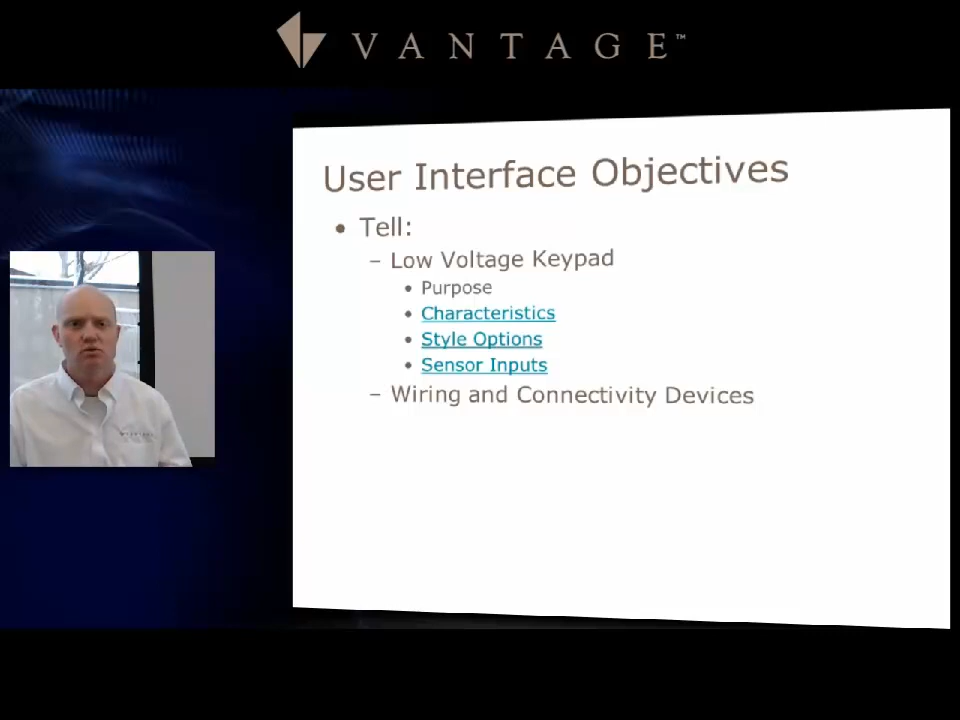 VANTAGE™
User Interface Objectives
• Tell:
– Low Voltage Keypad
• Purpose
• Characteristics
• Style Options
• Sensor Inputs
– Wiring and Connectivity Devices